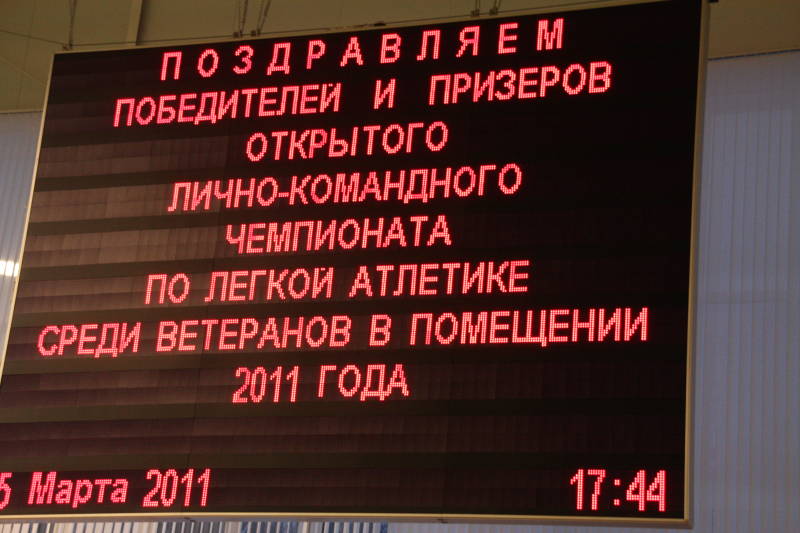 ПОЗДРАВЛЯЕМ
ПОБЕДИТЕЛЕЙ И ПРИЗЕРОВ
ОТКРЫТОГО
ЛИЧНО-КОМАНДНОГО
ЧЕМПИОНАТА
ПО ЛЕГКОЙ АТЛЕТИКЕ
СРЕДИ ВЕТЕРАНОВ В ПОМЕЩЕНИИ
2011 ГОДА
5 Марта 2011 17:44